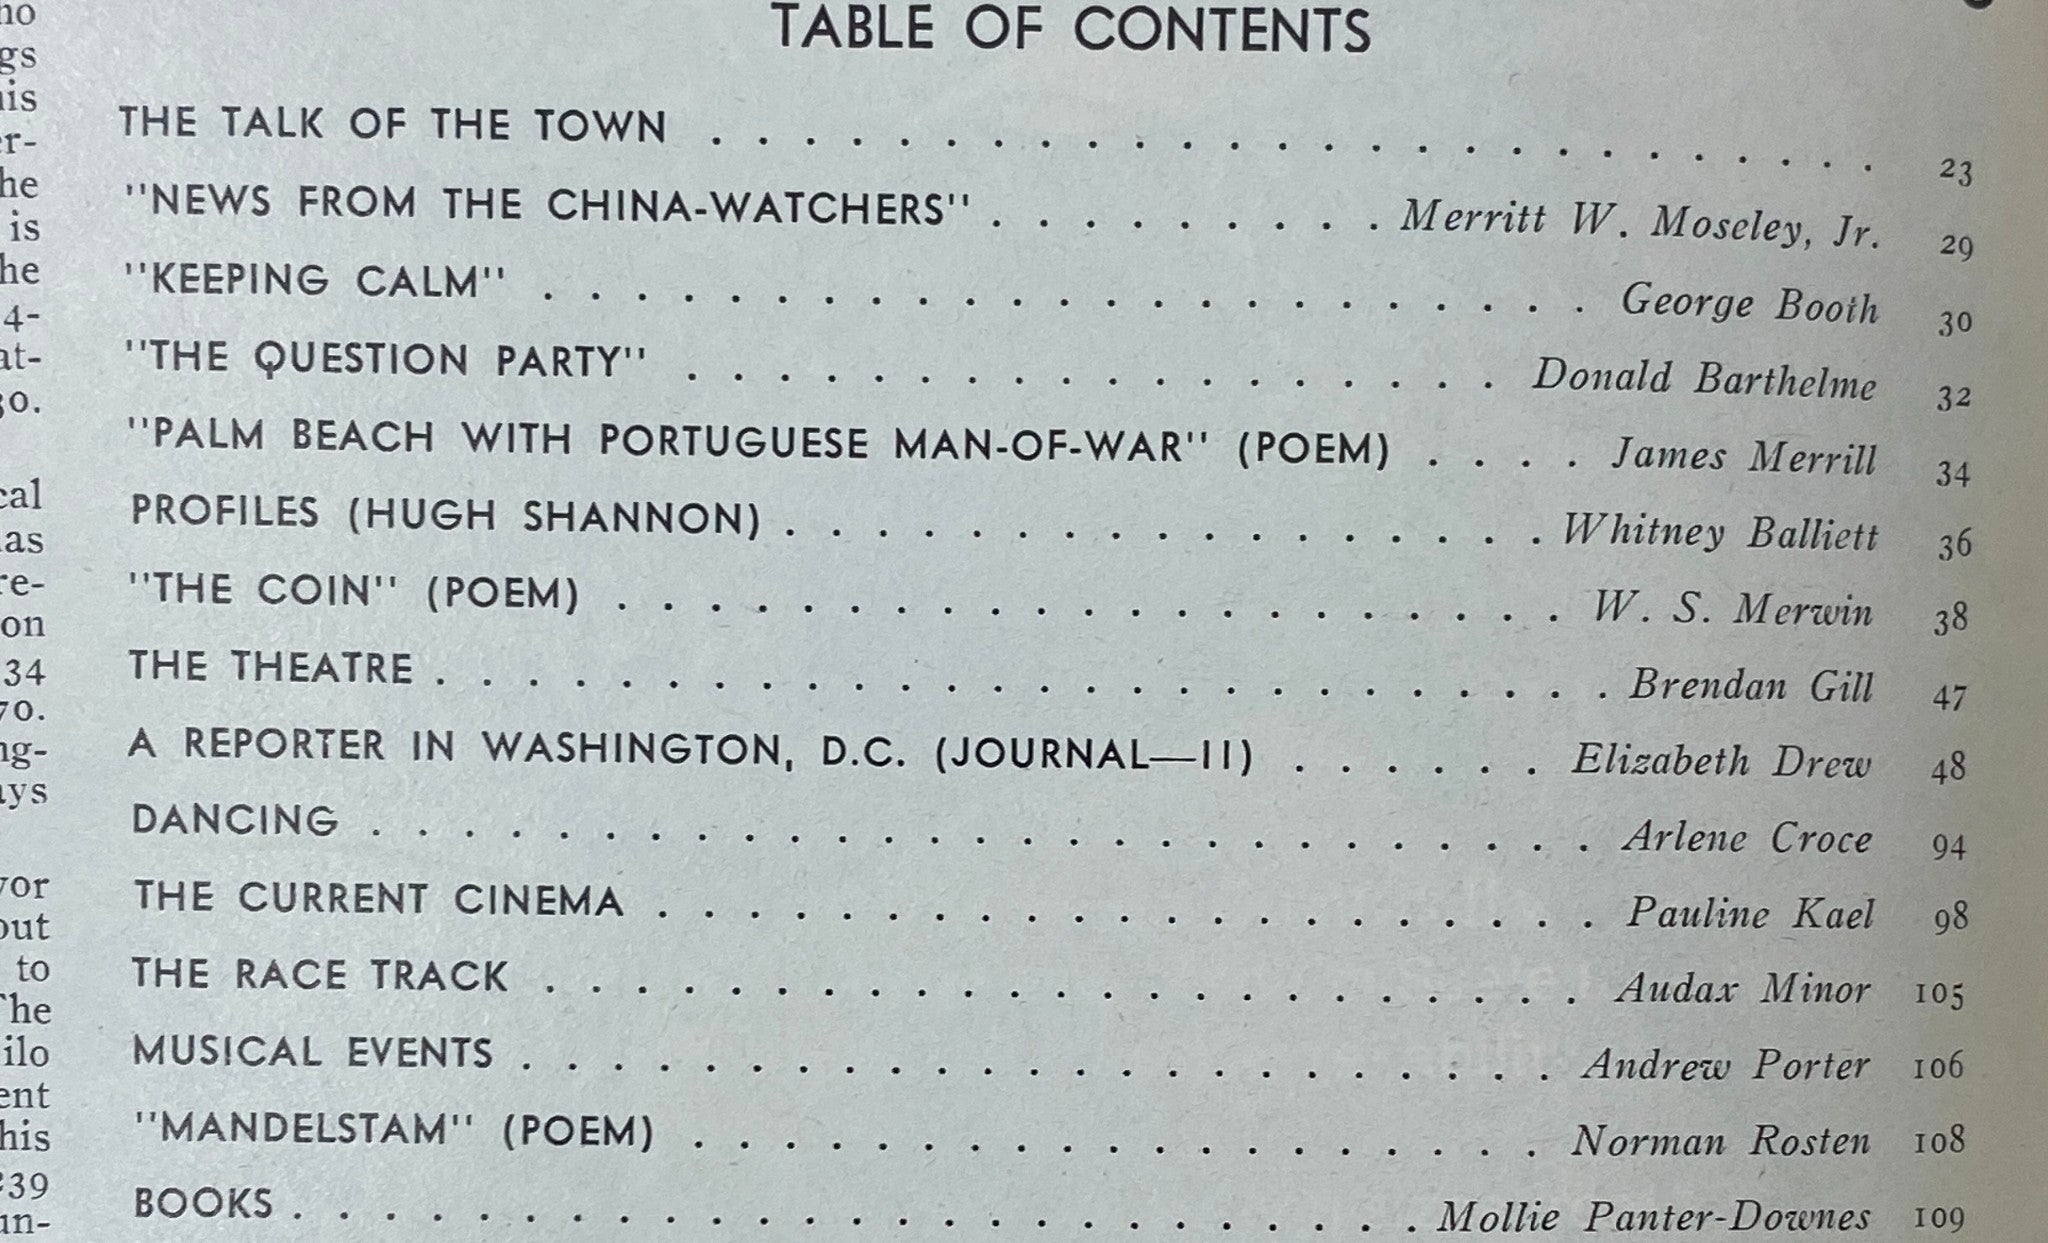 TABLE OF CONTENTS
THE TALK OF THE TOWN . . . . . . . . . . . . . . . . . . . . . . . . . 23
"NEWS FROM THE CHINA-WATCHERS" . . . . . . . . . Merritt W. Moseley, Jr. 29
"KEEPING CALM" . . . . . . . . . . . . . . . . . . . . . . . George Booth 30
"THE QUESTION PARTY" . . . . . . . . . . . . . . . . . . Donald Barthelme 32
"PALM BEACH WITH PORTUGUESE MAN-OF-WAR" (POEM) . . . . James Merrill 34
PROFILES (HUGH SHANNON) . . . . . . . . . . . . . . . . . Whitney Balliett 36
"THE COIN" (POEM) . . . . . . . . . . . . . . . . . . . . . W. S. Merwin 38
THE THEATRE . . . . . . . . . . . . . . . . . . . . . . . . . . Brendan Gill 47
A REPORTER IN WASHINGTON, D.C. (JOURNAL—II) . . . . . . Elizabeth Drew 48
DANCING . . . . . . . . . . . . . . . . . . . . . . . . . . . Arlene Croce 94
THE CURRENT CINEMA . . . . . . . . . . . . . . . . . . . . . Pauline Kael 98
THE RACE TRACK . . . . . . . . . . . . . . . . . . . . . . . Audax Minor 105
MUSICAL EVENTS . . . . . . . . . . . . . . . . . . . . . . . Andrew Porter 106
"MANDELSTAM" (POEM) . . . . . . . . . . . . . . . . . . . Norman Rosten 108
BOOKS . . . . . . . . . . . . . . . . . . . . . . . . . Mollie Panter-Downes 109